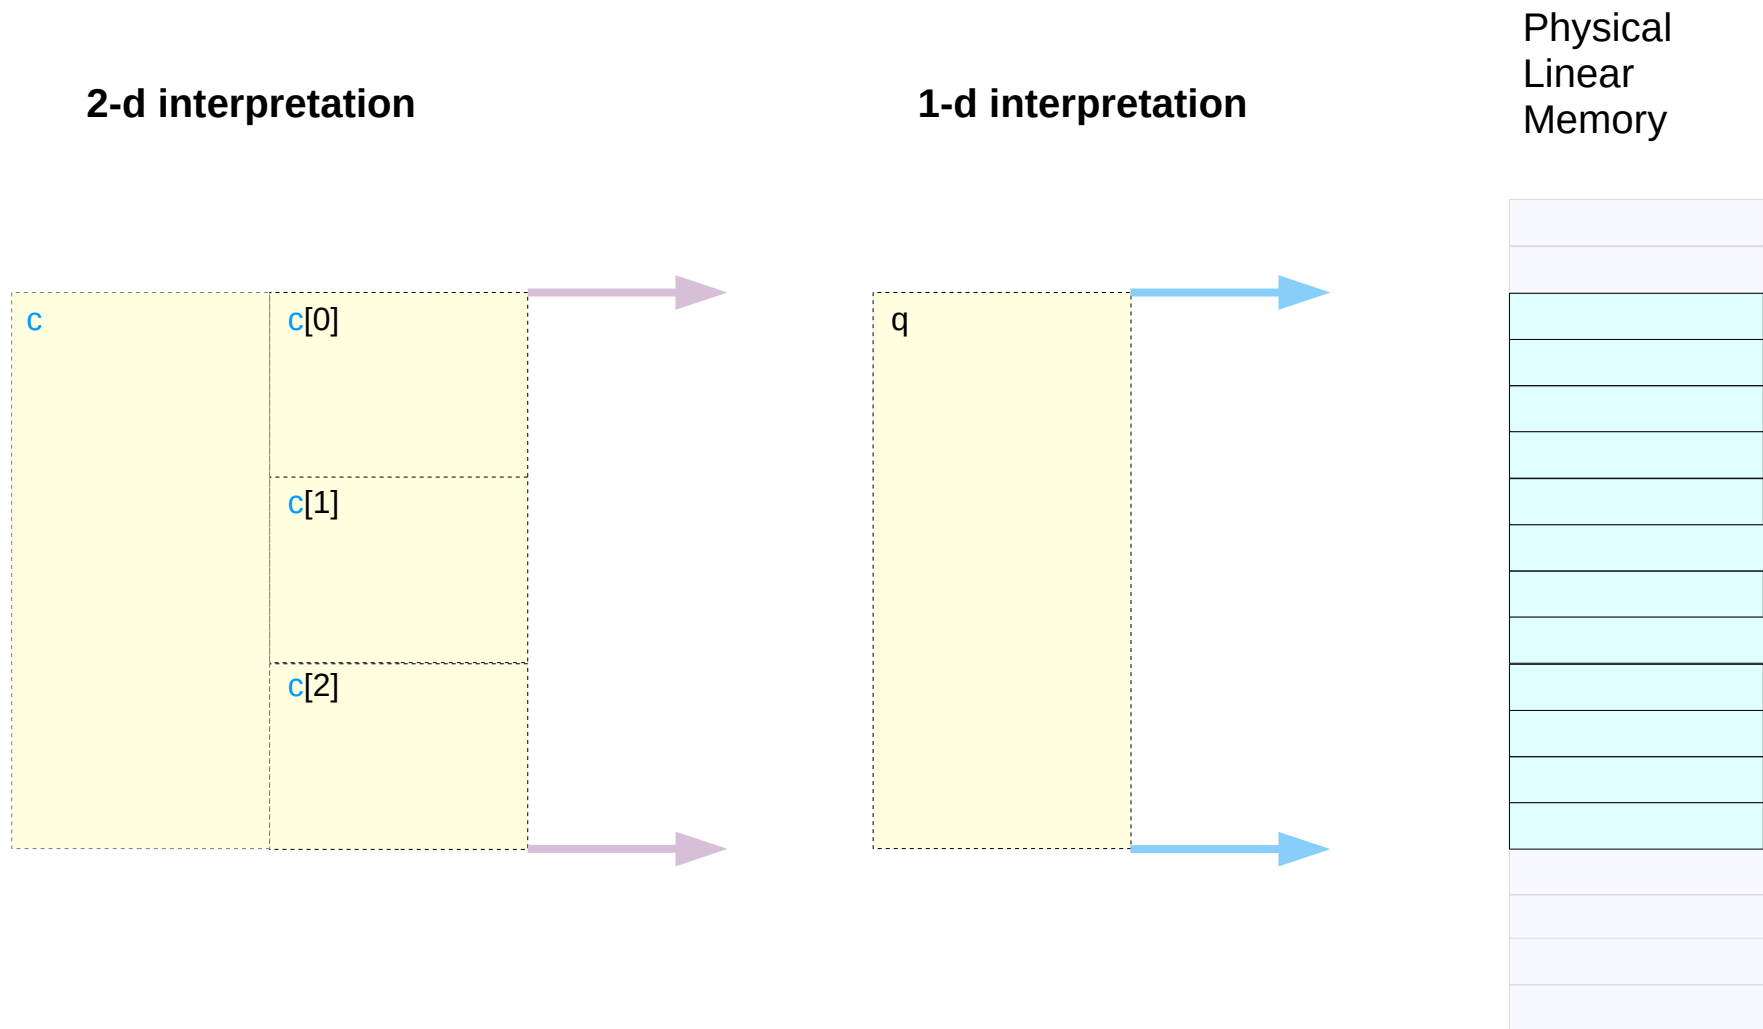 Physical
Linear
Memory
2-d interpretation
1-d interpretation
c
c[0]
q
c[1]
c[2]